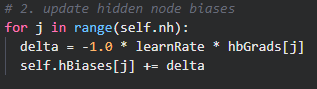 # 2. update hidden node biases
for j in range(self.nh):
  delta = -1.0 * learnRate * hbGrads[j]
  self.hBiases[j] += delta